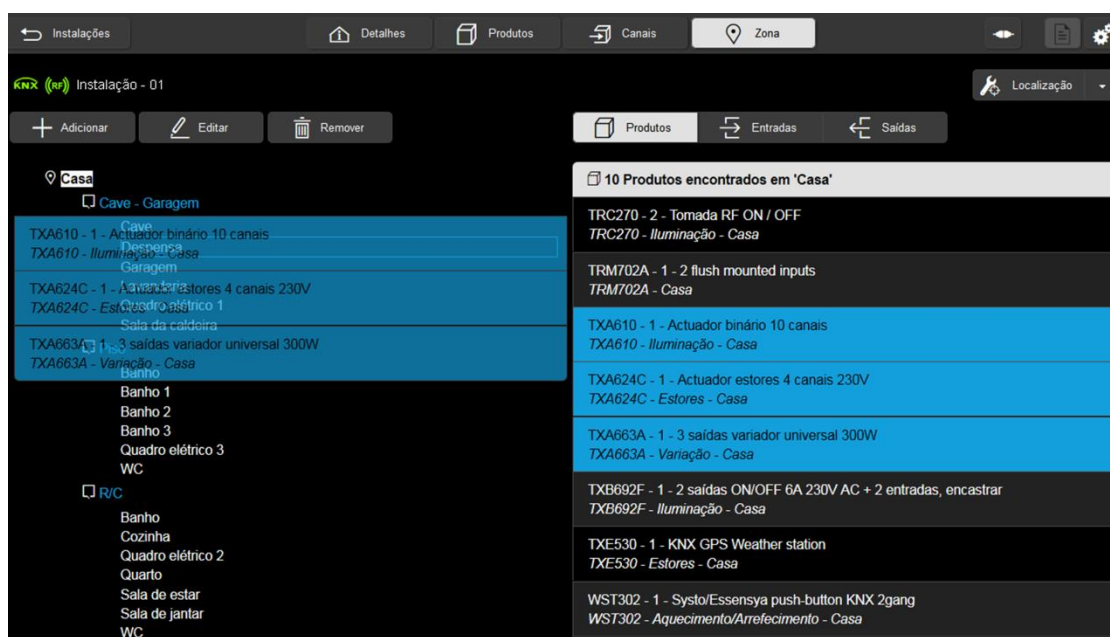 Instalações
Detalhes
Produtos
Canais
Zona
KNX ((RF)) Instalação - 01
Localização
Adicionar
Editar
Remover
Produtos
Entradas
Saídas
Casa
Cave - Garagem
Cave
TXA610 - 1 - Actuador binário 10 canais
Despensa
TXA610 - Iluminação - Casa
Garagem
TXA624C - 1 - Actuador estores 4 canais 230V
Lavandaria
TXA624C - Estores - Casa
Quadro elétrico 1
Sala da caldeira
TXA663A - 1 - 3 saídas variador universal 300W
Piso
TXA663A - Variação - Casa
Banho
Banho 1
Banho 2
Banho 3
Quadro elétrico 3
WC
R/C
Banho
Cozinha
Quadro elétrico 2
Quarto
Sala de estar
Sala de jantar
WC
10 Produtos encontrados em 'Casa'
TRC270 - 2 - Tomada RF ON / OFF
TRC270 - Iluminação - Casa
TRM702A - 1 - 2 flush mounted inputs
TRM702A - Casa
TXA610 - 1 - Actuador binário 10 canais
TXA610 - Iluminação - Casa
TXA624C - 1 - Actuador estores 4 canais 230V
TXA624C - Estores - Casa
TXA663A - 1 - 3 saídas variador universal 300W
TXA663A - Variação - Casa
TXB692F - 1 - 2 saídas ON/OFF 6A 230V AC + 2 entradas, encastrar
TXB692F - Iluminação - Casa
TXE530 - 1 - KNX GPS Weather station
TXE530 - Estores - Casa
WST302 - 1 - Systo/Essensya push-button KNX 2gang
WST302 - Aquecimento/Arrefecimento - Casa